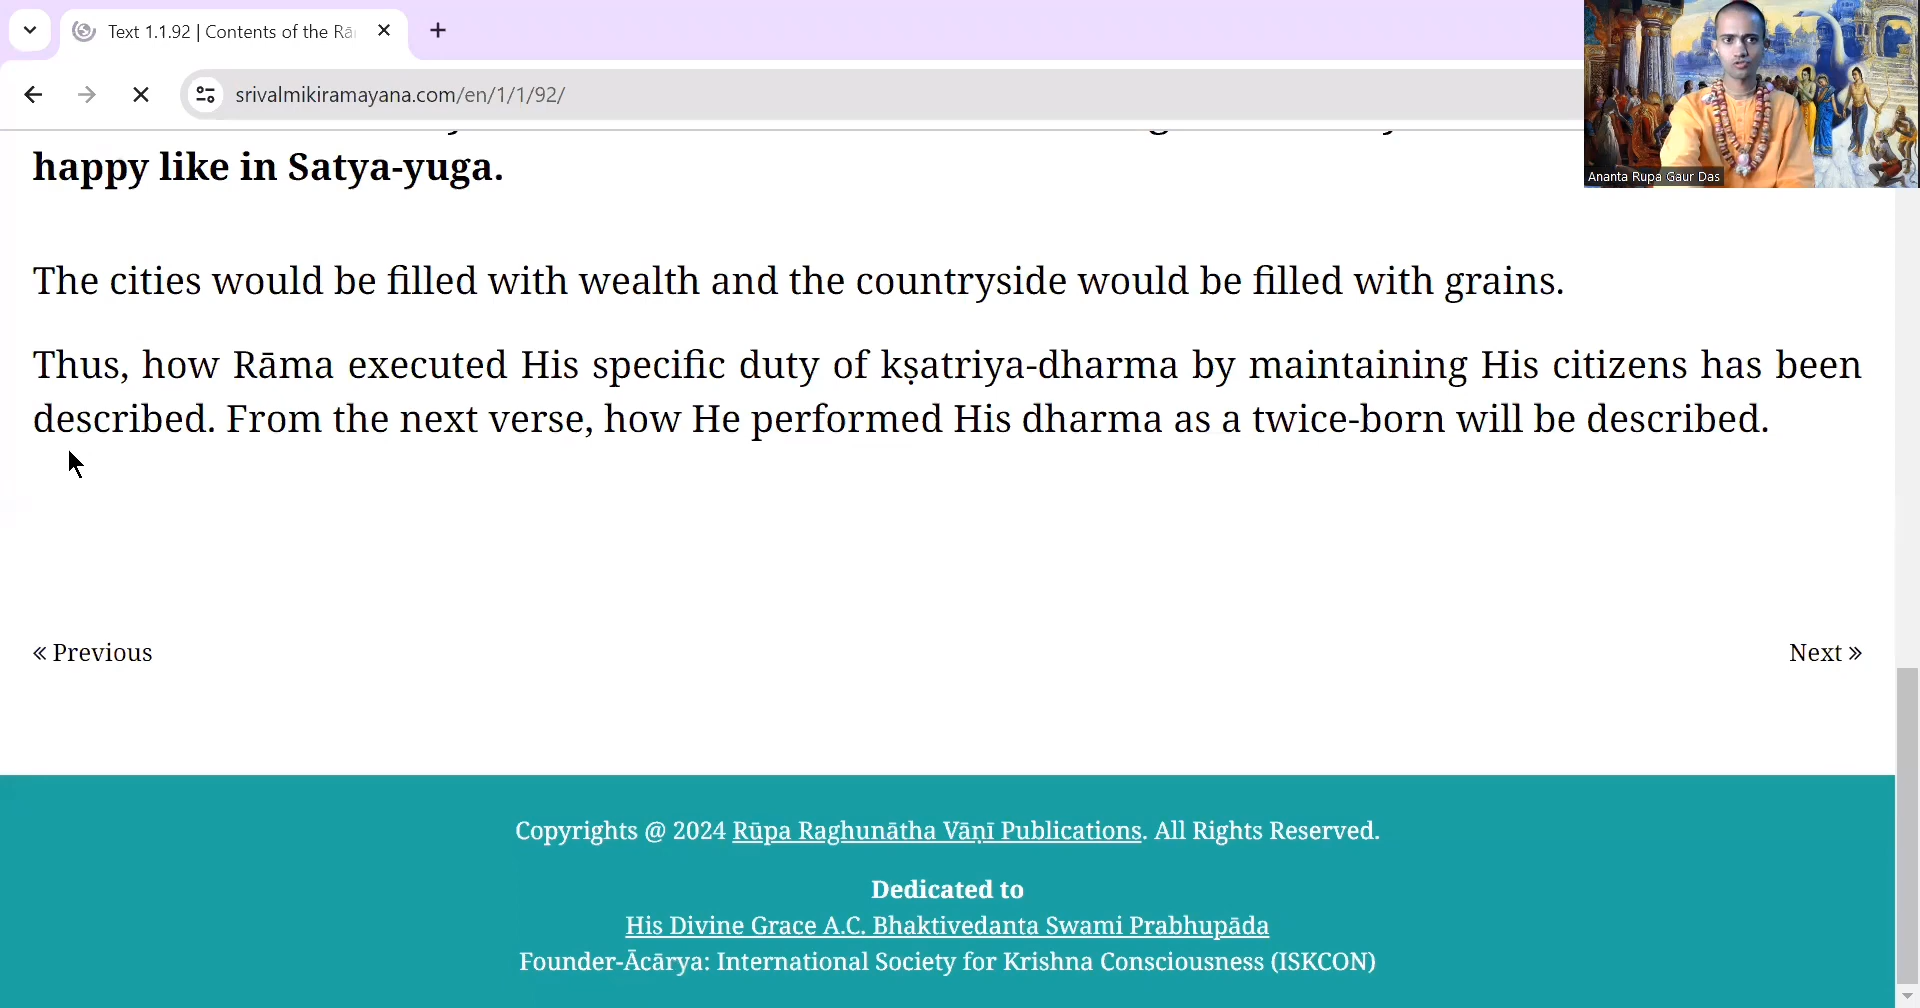 Text 1.1.92 | Contents of the Rā
srivalmikiramayana.com/en/1/1/92/
Ananta Rupa Gaur Das
happy like in Satya-yuga.
The cities would be filled with wealth and the countryside would be filled with grains.
Thus, how Rāma executed His specific duty of kṣatriya-dharma by maintaining His citizens has been
described. From the next verse, how He performed His dharma as a twice-born will be described.
« Previous
Next »
Copyrights @ 2024 Rūpa Raghunātha Vāṇī Publications. All Rights Reserved.
Dedicated to
His Divine Grace A.C. Bhaktivedanta Swami Prabhupāda
Founder-Ācārya: International Society for Krishna Consciousness (ISKCON)